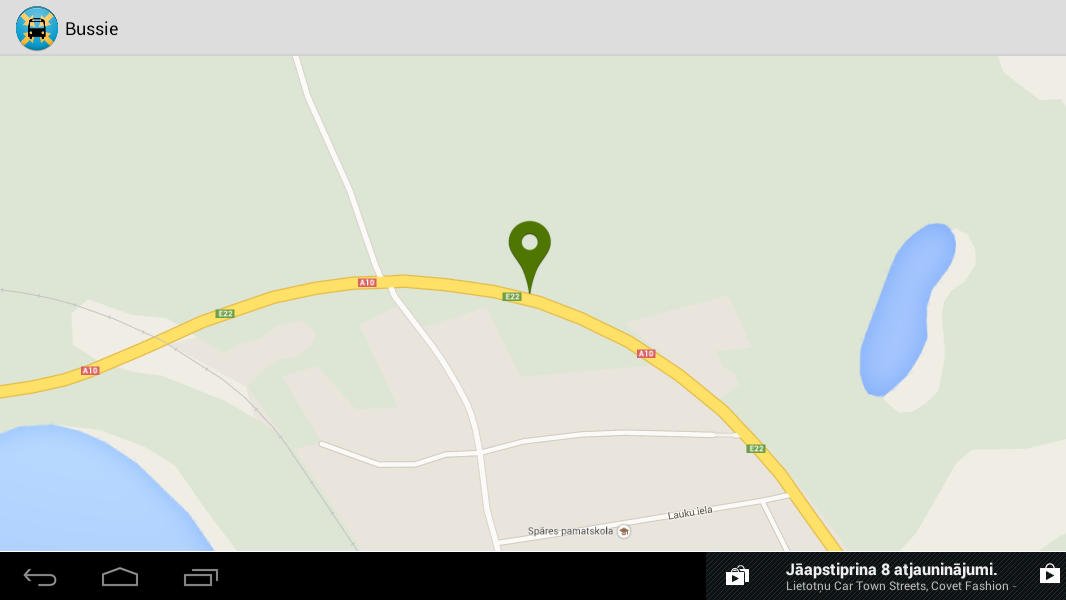 Bussie
A10
E22
E22
A10
A10
E22
Lauku iela
Spāres pamatskola
Jāapstiprina 8 atjauninājumi.
Lietotņu Car Town Streets, Covet Fashion -